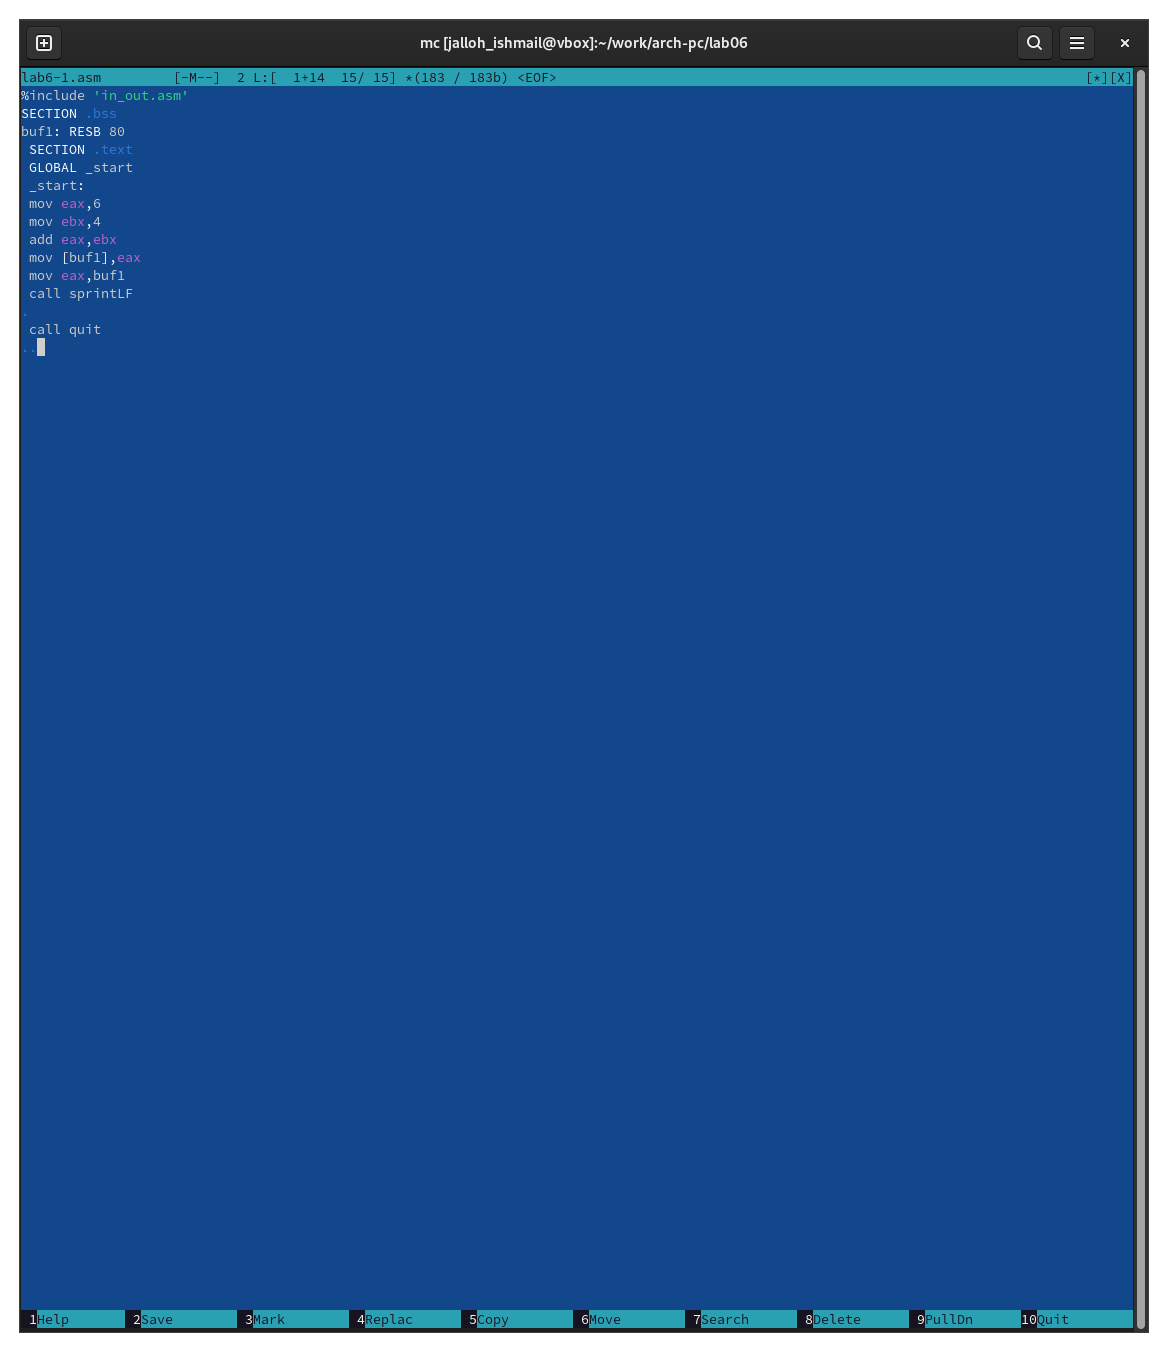 mc [jalloh_ishmail@vbox]:~/work/arch-pc/lab06
lab6-1.asm [-M--] 2 L:[ 1+14 15/ 15] *(183 / 183b) <EOF> [*][X]
%include 'in_out.asm'
SECTION .bss
buf1: RESB 80
SECTION .text
GLOBAL _start
_start:
mov eax,6
mov ebx,4
add eax,ebx
mov [buf1],eax
mov eax,buf1
call sprintLF
.
call quit
..
1Help 2Save 3Mark 4Replac 5Copy 6Move 7Search 8Delete 9PullDn 10Quit